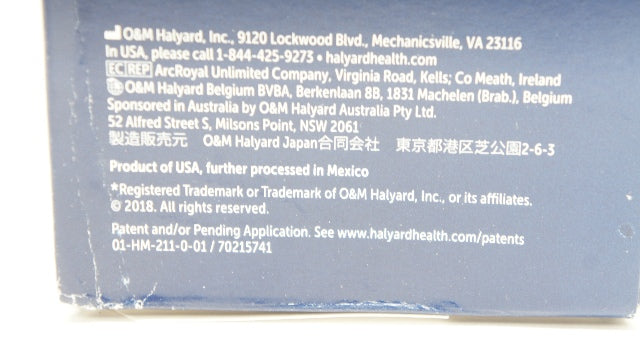 O&M Halyard, Inc., 9120 Lockwood Blvd., Mechanicsville, VA 23116
In USA, please call 1-844-425-9273 • halyardhealth.com
EC REP ArcRoyal Unlimited Company, Virginia Road, Kells; Co Meath, Ireland
O&M Halyard Belgium BVBA, Berkenlaan 8B, 1831 Machelen (Brab.), Belgium
Sponsored in Australia by O&M Halyard Australia Pty Ltd.
52 Alfred Street S, Milsons Point, NSW 2061
製造販売元 O&M Halyard Japan合同会社 東京都港区芝公園2-6-3
Product of USA, further processed in Mexico
*Registered Trademark or Trademark of O&M Halyard, Inc., or its affiliates.
© 2018. All rights reserved.
Patent and/or Pending Application. See www.halyardhealth.com/patents
01-HM-211-0-01 / 70215741